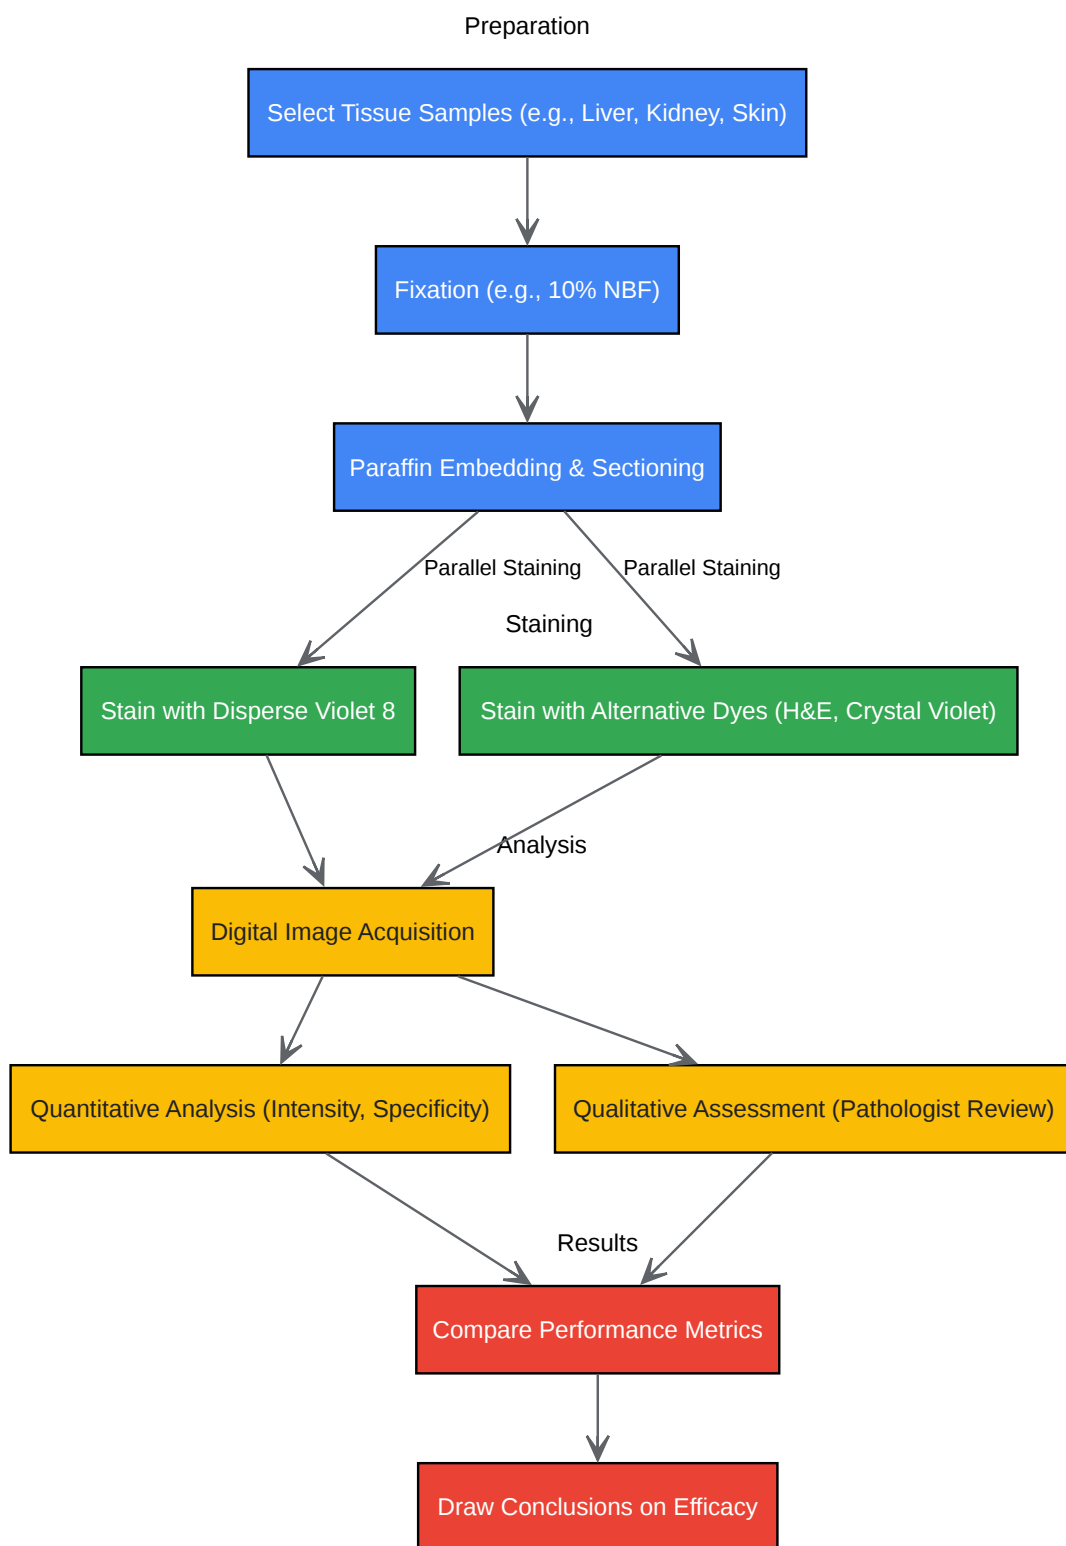 Preparation
Select Tissue Samples (e.g., Liver, Kidney, Skin)
Fixation (e.g., 10% NBF)
Paraffin Embedding & Sectioning
Parallel Staining
Parallel Staining
Staining
Stain with Disperse Violet 8
Stain with Alternative Dyes (H&E, Crystal Violet)
Analysis
Digital Image Acquisition
Quantitative Analysis (Intensity, Specificity)
Qualitative Assessment (Pathologist Review)
Results
Compare Performance Metrics
Draw Conclusions on Efficacy